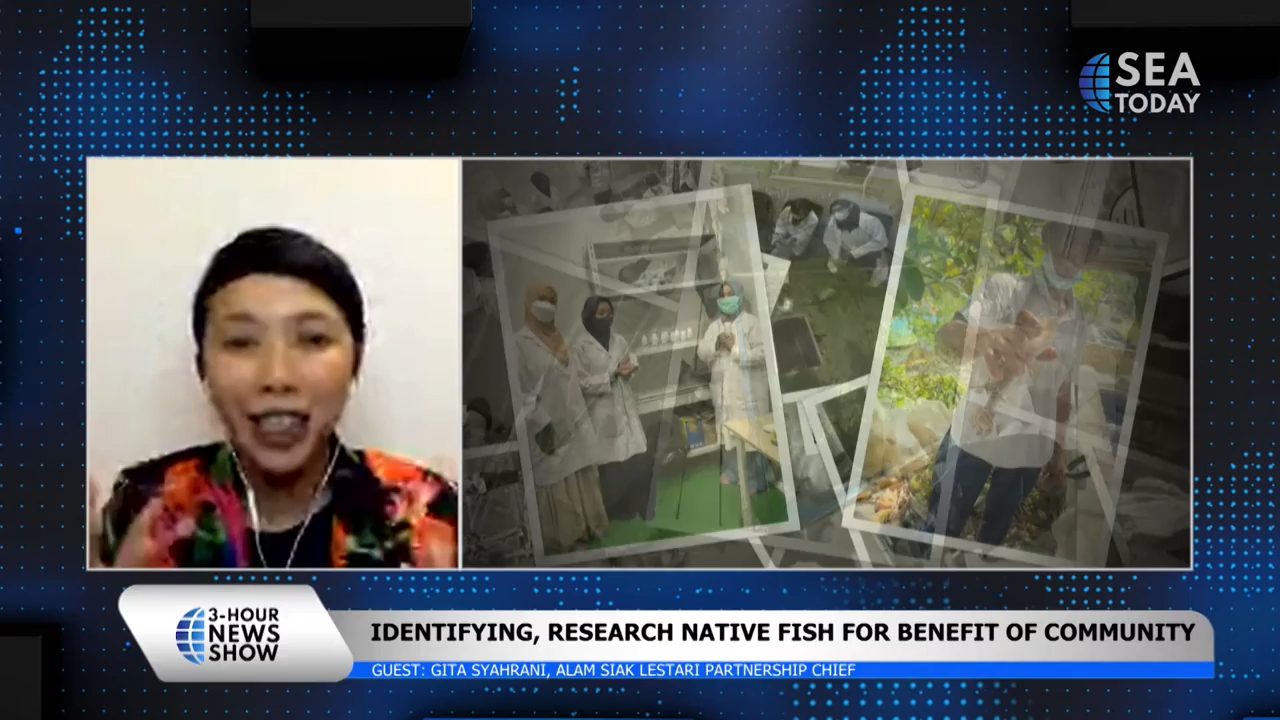 SEA
TODAY
3-HOUR
NEWS
SHOW
IDENTIFYING, RESEARCH NATIVE FISH FOR BENEFIT OF COMMUNITY
GUEST: GITA SYAHRANI, ALAM SIAK LESTARI PARTNERSHIP CHIEF